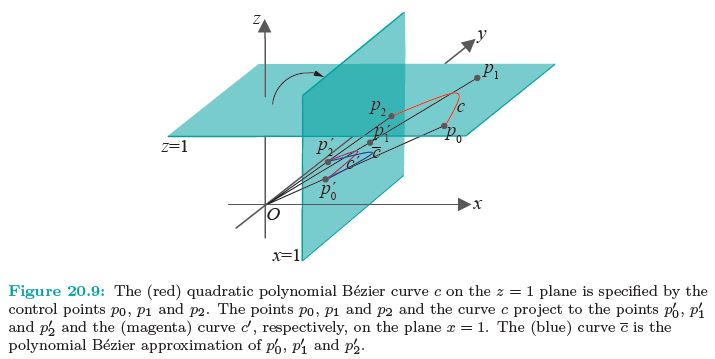 z
y
p1
p2
c
p0
z=1
p2′
p1′
c̅
c′
p0′
x
O
x=1
Figure 20.9: The (red) quadratic polynomial Bézier curve c on the z = 1 plane is specified by the
control points p0, p1 and p2. The points p0, p1 and p2 and the curve c project to the points p′0, p′1
and p′2 and the (magenta) curve c′, respectively, on the plane x = 1. The (blue) curve c̅ is the
polynomial Bézier approximation of p′0, p′1 and p′2.